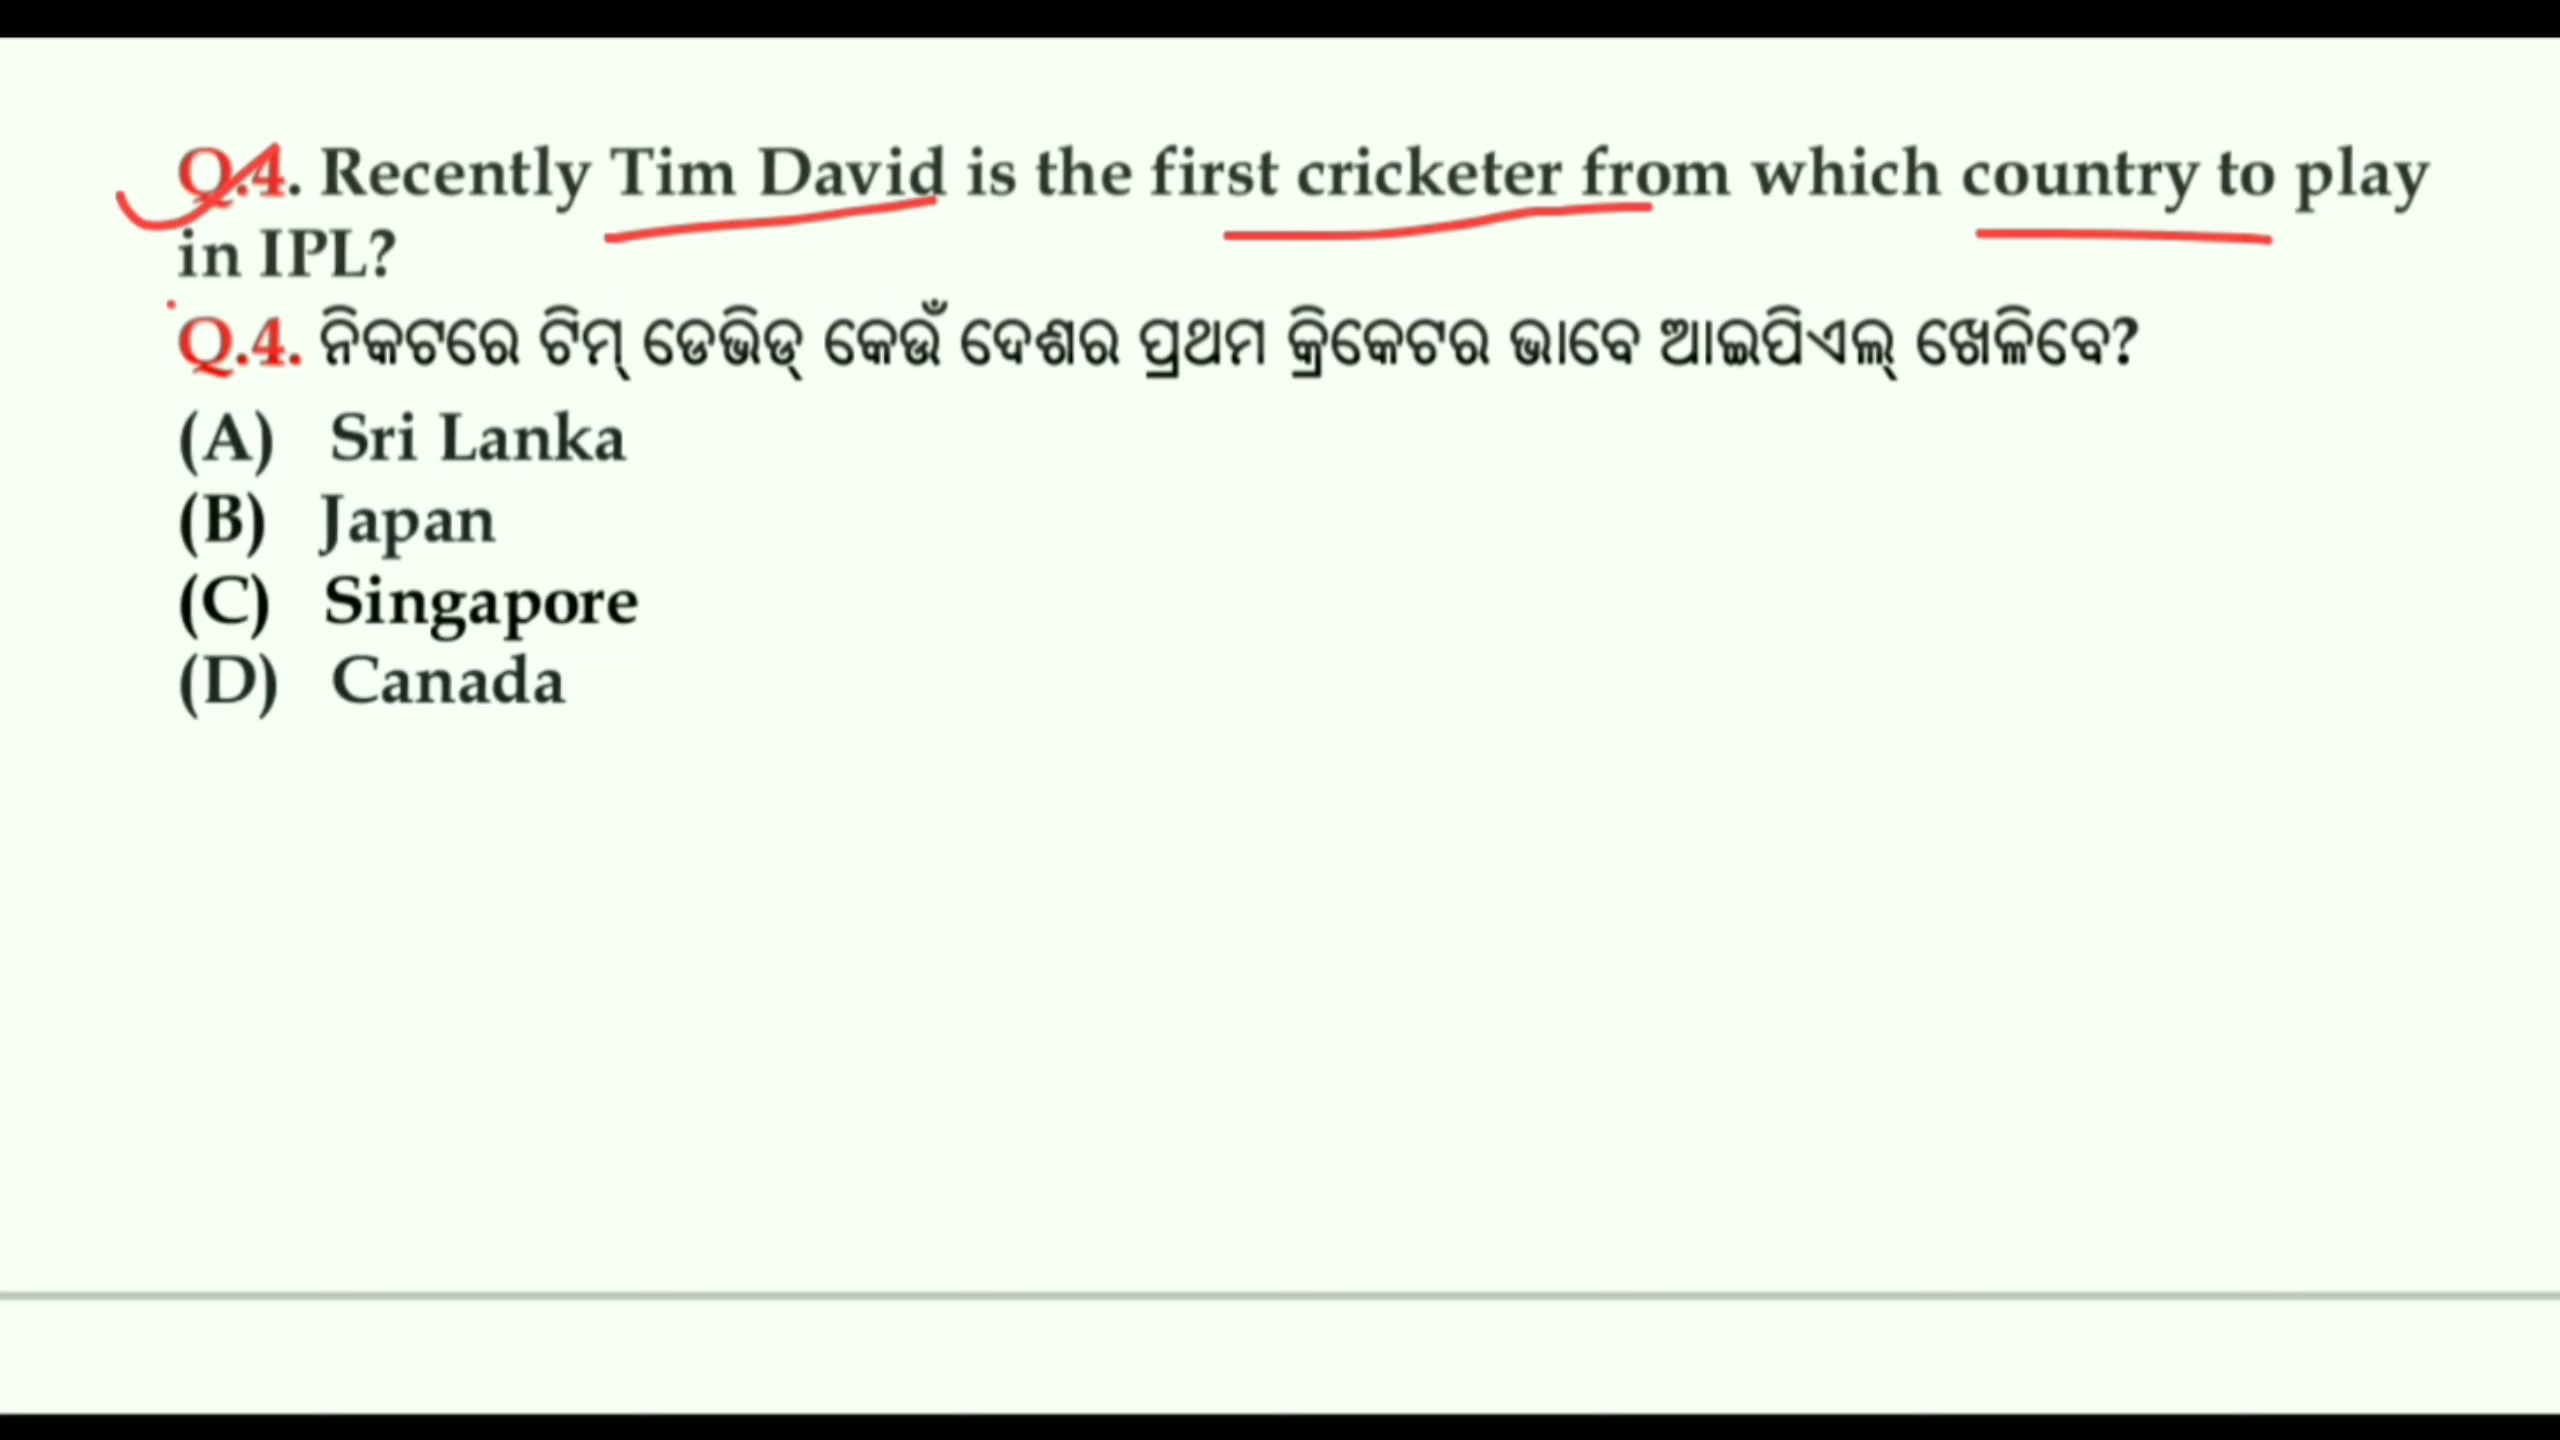 Q.4. Recently Tim David is the first cricketer from which country to play
in IPL?
Q.4. ନିକଟରେ ଟିମ୍ ଡେଭିଡ୍ କେଉଁ ଦେଶର ପ୍ରଥମ କ୍ରିକେଟର ଭାବେ ଆଇପିଏଲ୍ ଖେଳିବେ?
(A) Sri Lanka
(B) Japan
(C) Singapore
(D) Canada